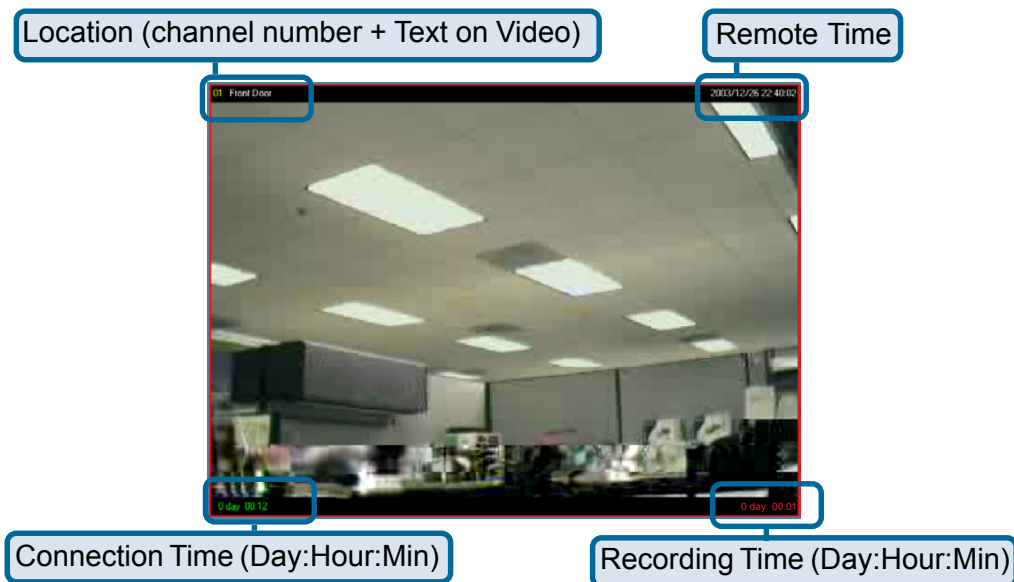 Location (channel number + Text on Video)
Remote Time
01 Front Door
2003/12/26 22:40:02
0 day 00:12
0 day 00:01
Connection Time (Day:Hour:Min)
Recording Time (Day:Hour:Min)